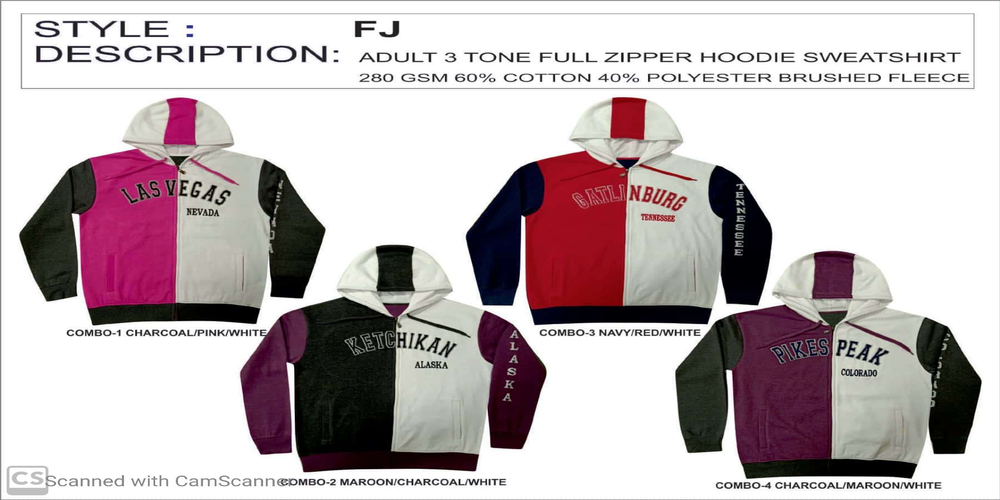 STYLE : FJ
DESCRIPTION: ADULT 3 TONE FULL ZIPPER HOODIE SWEATSHIRT
280 GSM 60% COTTON 40% POLYESTER BRUSHED FLEECE
LAS VEGAS
NEVADA
COMBO-1 CHARCOAL/PINK/WHITE
GATLINBURG
TENNESSEE
TENNESSEE
COMBO-3 NAVY/RED/WHITE
KETCHIKAN
ALASKA
ALASKA
COMBO-2 MAROON/CHARCOAL/WHITE
PIKES PEAK
COLORADO
COMBO-4 CHARCOAL/MAROON/WHITE
CS Scanned with CamScanner